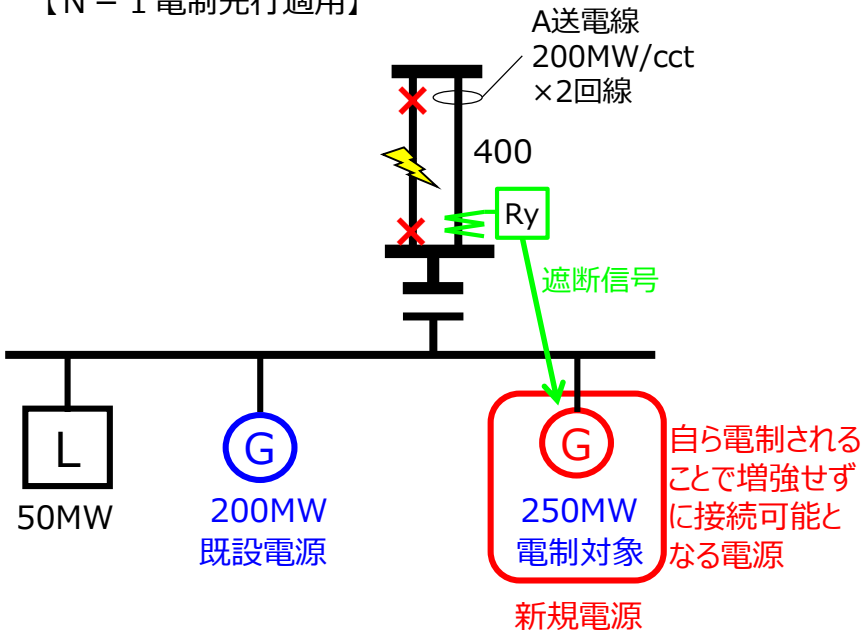 【N－1電制先行適用】
A送電線
200MW/cct
×2回線
400
Ry
遮断信号
L
G
G
50MW
200MW
既設電源
250MW
電制対象
自ら電制される
ことで増強せず
に接続可能と
なる電源
新規電源